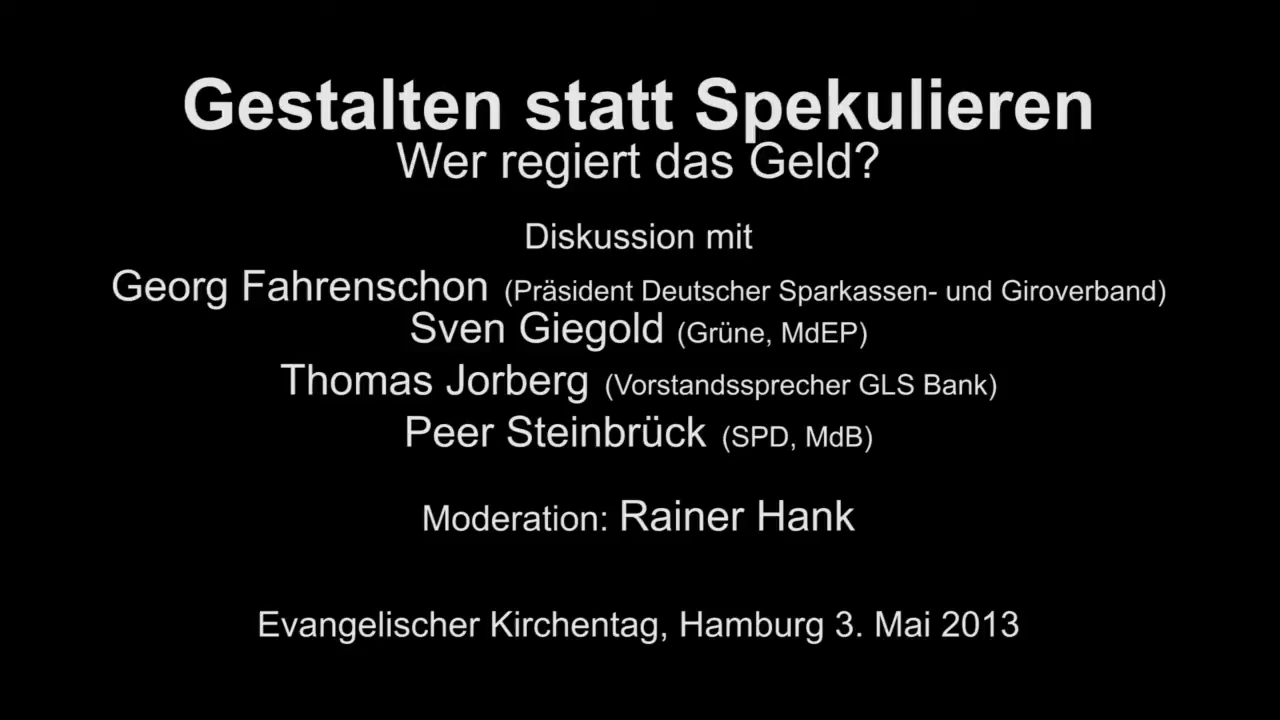 Gestalten statt Spekulieren
Wer regiert das Geld?
Diskussion mit
Georg Fahrenschon (Präsident Deutscher Sparkassen- und Giroverband)
Sven Giegold (Grüne, MdEP)
Thomas Jorberg (Vorstandssprecher GLS Bank)
Peer Steinbrück (SPD, MdB)
Moderation: Rainer Hank
Evangelischer Kirchentag, Hamburg 3. Mai 2013